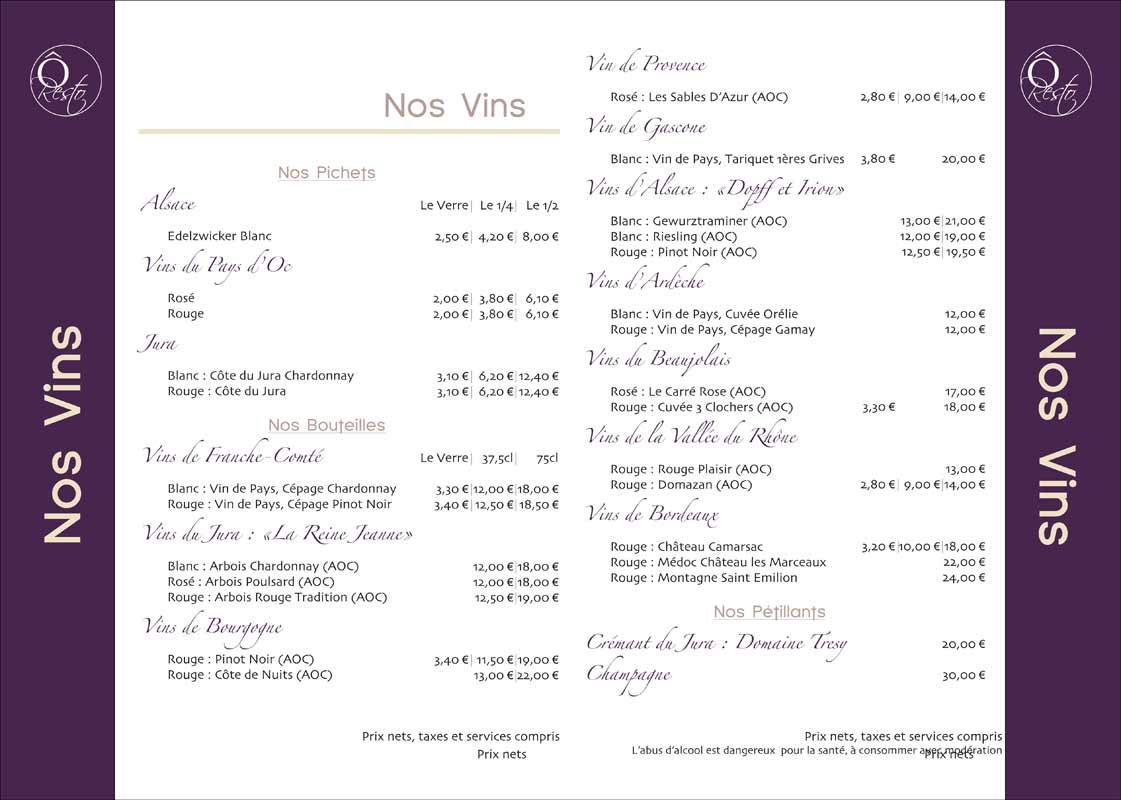 Ô
Resto
Nos Vins
Nos Vins
Nos Pichets
Alsace Le Verre| Le 1/4| Le 1/2
Edelzwicker Blanc 2,50 €| 4,20 €| 8,00 €
Vins du Pays d'Oc
Rosé 2,00 €| 3,80 €| 6,10 €
Rouge 2,00 €| 3,80 €| 6,10 €
Jura
Blanc : Côte du Jura Chardonnay 3,10 €| 6,20 €|12,40 €
Rouge : Côte du Jura 3,10 €| 6,20 €|12,40 €
Nos Bouteilles
Vins de Franche-Comté Le Verre| 37,5cl| 75cl
Blanc : Vin de Pays, Cépage Chardonnay 3,30 €|12,00 €|18,00 €
Rouge : Vin de Pays, Cépage Pinot Noir 3,40 €|12,50 €|18,50 €
Vins du Jura : «La Reine Jeanne»
Blanc : Arbois Chardonnay (AOC) 12,00 €|18,00 €
Rosé : Arbois Poulsard (AOC) 12,00 €|18,00 €
Rouge : Arbois Rouge Tradition (AOC) 12,50 €|19,00 €
Vins de Bourgogne
Rouge : Pinot Noir (AOC) 3,40 €| 11,50 €|19,00 €
Rouge : Côte de Nuits (AOC) 13,00 €|22,00 €
Prix nets, taxes et services compris
Prix nets
Vin de Provence
Rosé : Les Sables D'Azur (AOC) 2,80 €| 9,00 €|14,00 €
Vin de Gascone
Blanc : Vin de Pays, Tariquet 1ères Grives 3,80 € 20,00 €
Vins d'Alsace : «Dopff et Irion»
Blanc : Gewurztraminer (AOC) 13,00 €|21,00 €
Blanc : Riesling (AOC) 12,00 €|19,00 €
Rouge : Pinot Noir (AOC) 12,50 €|19,50 €
Vins d'Ardèche
Blanc : Vin de Pays, Cuvée Orélie 12,00 €
Rouge : Vin de Pays, Cépage Gamay 12,00 €
Vins du Beaujolais
Rosé : Le Carré Rose (AOC) 17,00 €
Rouge : Cuvée 3 Clochers (AOC) 3,30 € 18,00 €
Vins de la Vallée du Rhône
Rouge : Rouge Plaisir (AOC) 13,00 €
Rouge : Domazan (AOC) 2,80 €| 9,00 €|14,00 €
Vins de Bordeaux
Rouge : Château Camarsac 3,20 €|10,00 €|18,00 €
Rouge : Médoc Château les Marceaux 22,00 €
Rouge : Montagne Saint Emilion 24,00 €
Nos Pétillants
Crémant du Jura : Domaine Tresy 20,00 €
Champagne 30,00 €
Prix nets, taxes et services compris
L'abus d'alcool est dangereux pour la santé, à consommer avec modération
Prix nets
Ô
Resto
Nos Vins